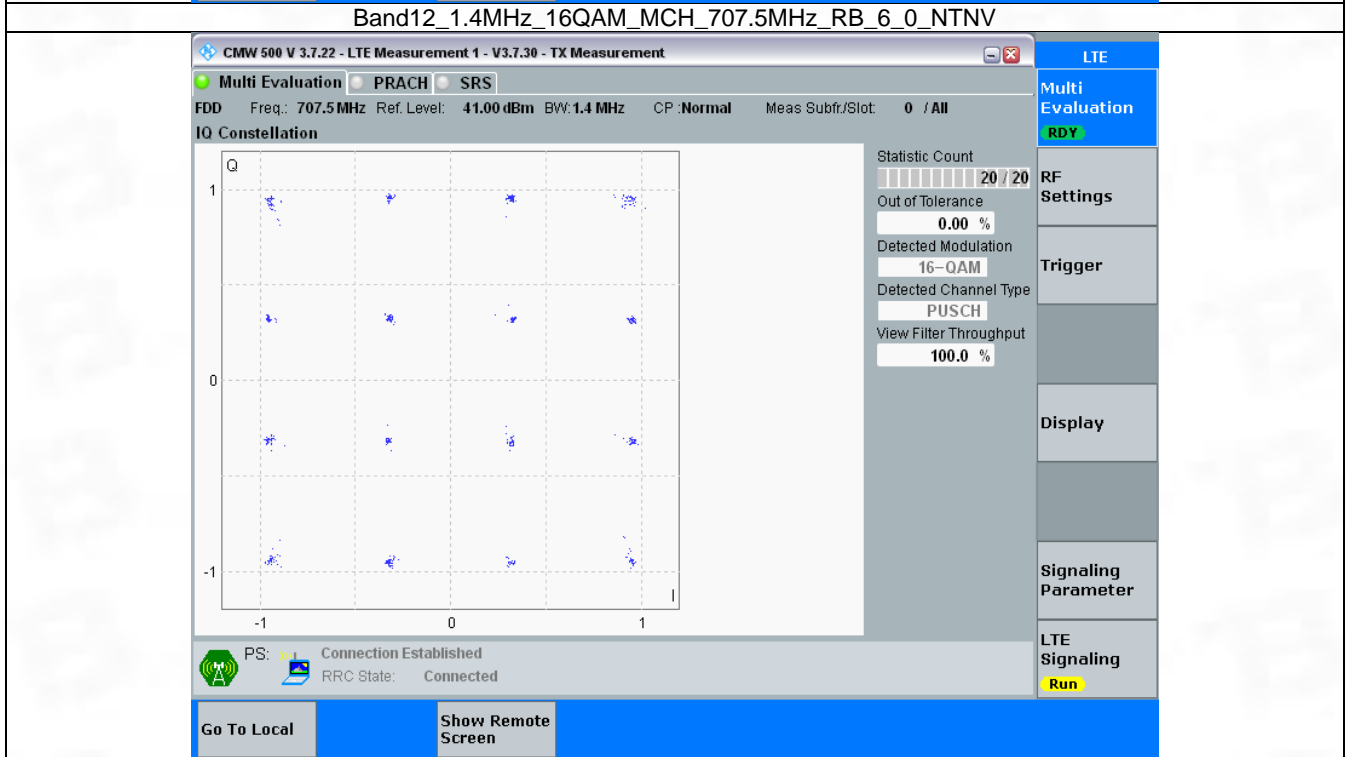 Band12_1.4MHz_16QAM_MCH_707.5MHz_RB_6_0_NTNV
CMW 500 V 3.7.22 - LTE Measurement 1 - V3.7.30 - TX Measurement
LTE
Multi Evaluation PRACH SRS
Multi
Evaluation
RDY
FDD Freq.: 707.5 MHz Ref. Level: 41.00 dBm BW: 1.4 MHz CP :Normal Meas Subfr./Slot: 0 / All
IQ Constellation
Q
1
0
-1
I
-1 0 1
Statistic Count
20 / 20
Out of Tolerance
0.00 %
Detected Modulation
16-QAM
Detected Channel Type
PUSCH
View Filter Throughput
100.0 %
RF
Settings
Trigger
Display
Signaling
Parameter
LTE
Signaling
Run
PS: Connection Established
RRC State: Connected
Go To Local
Show Remote
Screen